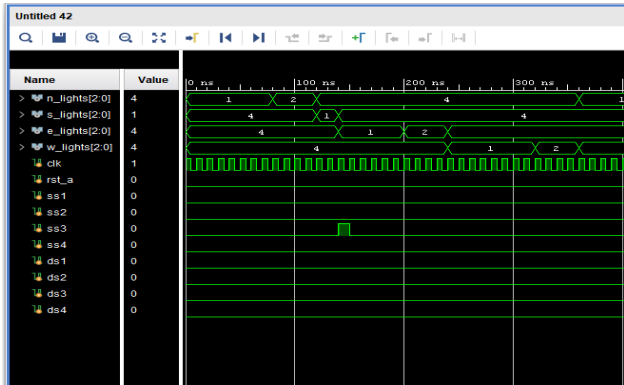 Untitled 42
Name Value 0 ns 100 ns 200 ns 300 ns
> n_lights[2:0] 4 1 2 4 1
> s_lights[2:0] 1 4 1 4
> e_lights[2:0] 4 4 1 2 4
> w_lights[2:0] 4 4 1 2
clk 1
rst_a 0
ss1 0
ss2 0
ss3 0
ss4 0
ds1 0
ds2 0
ds3 0
ds4 0